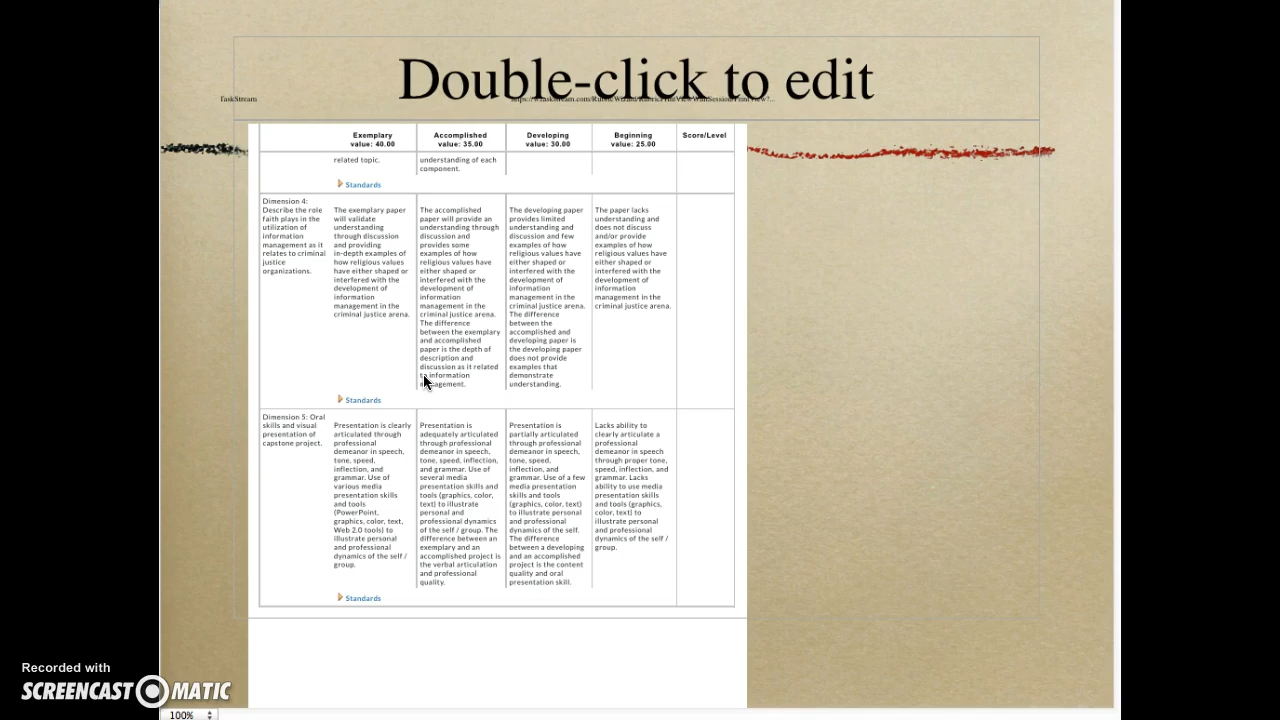 Double-click to edit
TaskStream
Exemplary
value: 40.00
Accomplished
value: 35.00
Developing
value: 30.00
Beginning
value: 25.00
Score/Level
related topic.
understanding of each
component.
Standards
Dimension 4:
Describe the role
faith plays in the
utilization of
information
management as it
relates to criminal
justice
organizations.
The exemplary paper
will validate
understanding
through discussion
and providing
in-depth examples of
how religious values
have either shaped or
interfered with the
development of
information
management in the
criminal justice arena.
The accomplished
paper will provide an
understanding through
discussion and
provides some
examples of how
religious values have
either shaped or
interfered with the
development of
information
management in the
criminal justice arena.
The difference
between the exemplary
and accomplished
paper is the depth of
description and
discussion as it related
to information
management.
The developing paper
provides limited
understanding and
discussion and few
examples of how
religious values have
either shaped or
interfered with the
development of
information
management in the
criminal justice arena.
The difference
between the
accomplished and
developing paper is
the developing paper
does not provide
examples that
demonstrate
understanding.
The paper lacks
understanding and
does not discuss
and/or provide
examples of how
religious values have
either shaped or
interfered with the
development of
information
management in the
criminal justice arena.
Standards
Dimension 5: Oral
skills and visual
presentation of
capstone project.
Presentation is clearly
articulated through
professional
demeanor in speech,
tone, speed,
inflection, and
grammar. Use of
various media
presentation skills
and tools
(PowerPoint,
graphics, color, text,
Web 2.0 tools) to
illustrate personal
and professional
dynamics of the self /
group.
Presentation is
adequately articulated
through professional
demeanor in speech,
tone, speed, inflection,
and grammar. Use of
several media
presentation skills and
tools (graphics, color,
text) to illustrate
personal and
professional dynamics
of the self / group. The
difference between an
exemplary and an
accomplished project is
the verbal articulation
and professional
quality.
Presentation is
partially articulated
through professional
demeanor in speech,
tone, speed,
inflection, and
grammar. Use of a few
media presentation
skills and tools
(graphics, color, text)
to illustrate personal
and professional
dynamics of the self.
The difference
between a developing
and an accomplished
project is the content
quality and oral
presentation skill.
Lacks ability to
clearly articulate a
professional
demeanor in speech
through proper tone,
speed, inflection, and
grammar. Lacks
ability to use media
presentation skills
and tools (graphics,
color, text) to
illustrate personal
and professional
dynamics of the self /
group.
Standards
Recorded with
SCREENCAST MATIC
100%